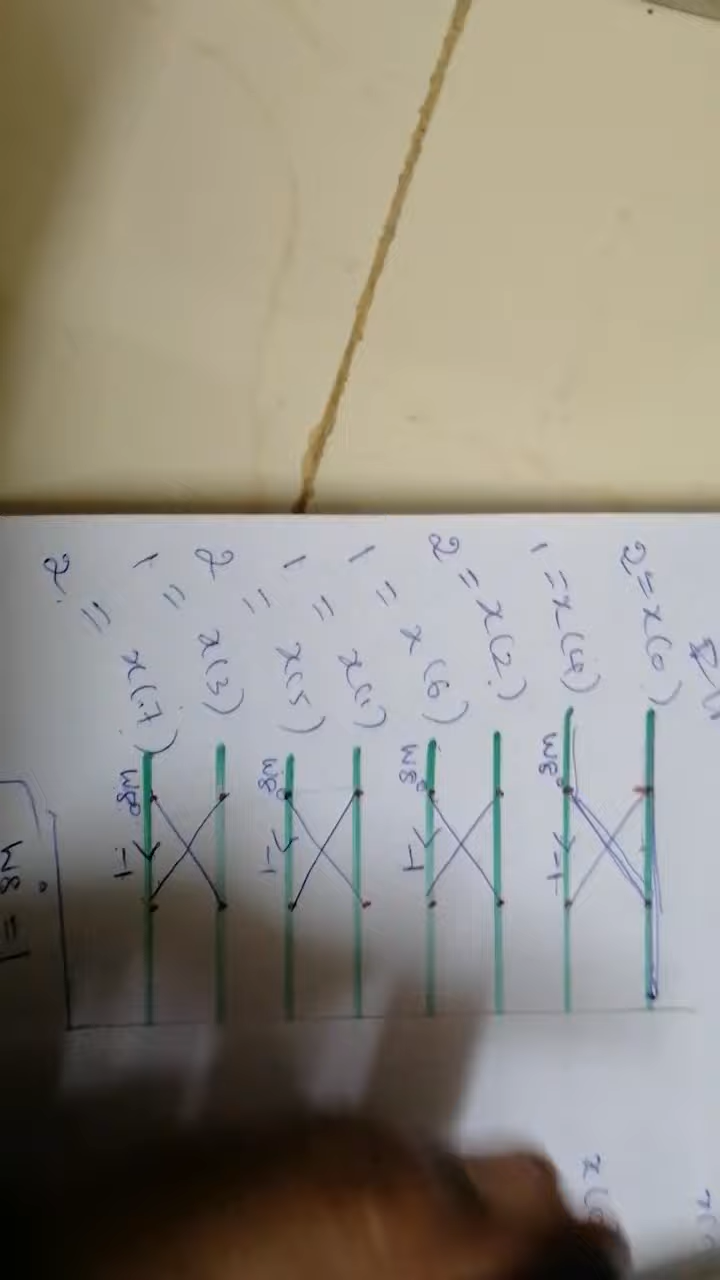 2 = x(0)
1 = x(4) W8⁰ -1
2 = x(2)
1 = x(6) W8⁰ -1
1 = x(1)
1 = x(5) W8⁰ -1
2 = x(3)
2 = x(7) W8⁰ -1
W8⁰ = 1